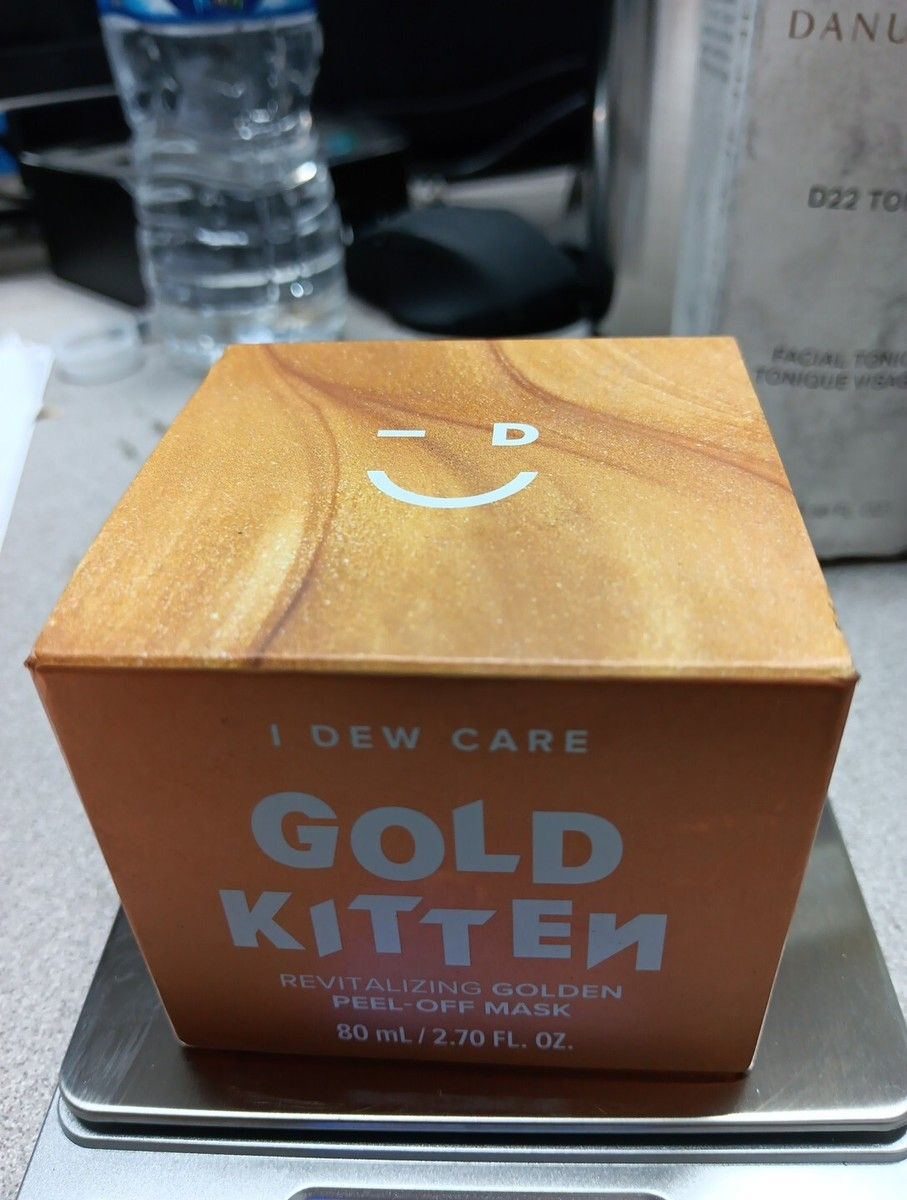 DANU
D22 TO
FACIAL TONIC
TONIQUE VISAG
I D
I DEW CARE
GOLD
KITTEN
REVITALIZING GOLDEN
PEEL-OFF MASK
80 mL / 2.70 FL. OZ.